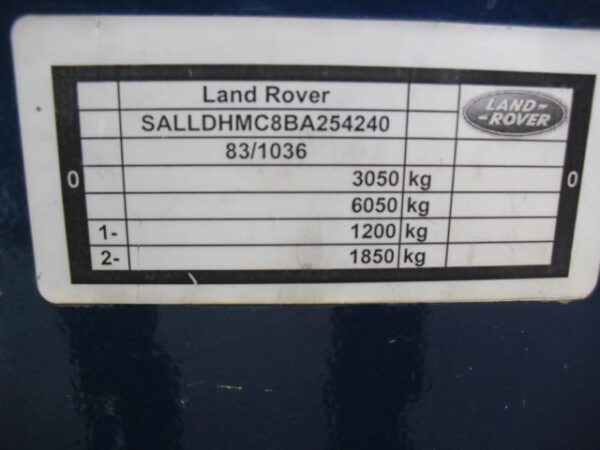 Land Rover
SALLDHMC8BA254240
83/1036
0
3050 kg
0
6050 kg
1- 1200 kg
2- 1850 kg
LAND-
-ROVER